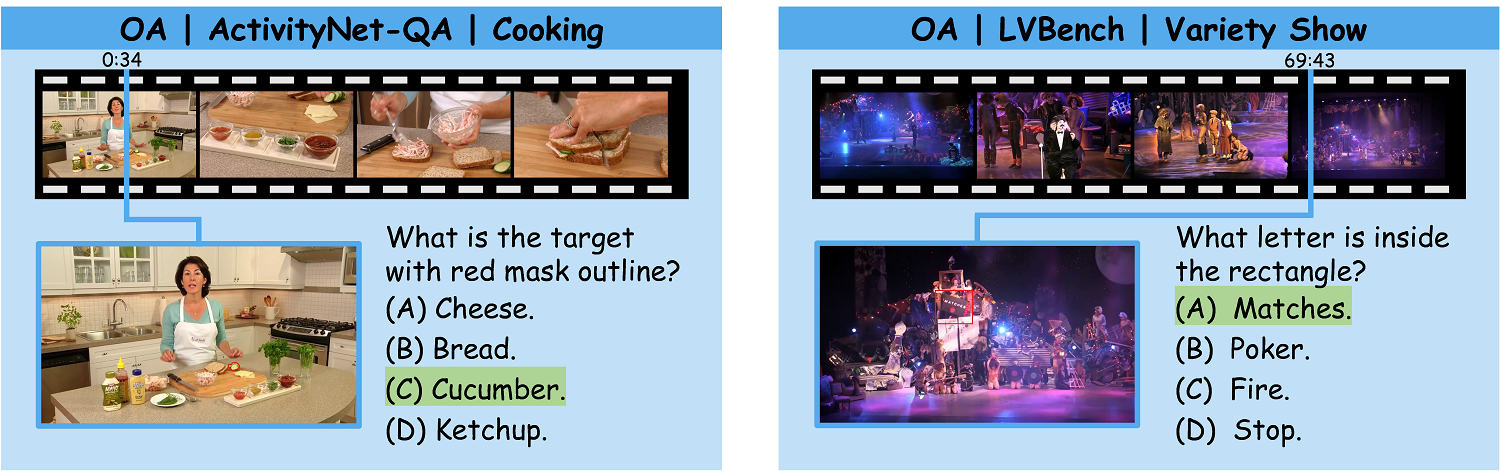 OA | ActivityNet-QA | Cooking
0:34
What is the target
with red mask outline?
(A) Cheese.
(B) Bread.
(C) Cucumber.
(D) Ketchup.
OA | LVBench | Variety Show
69:43
MATCHES
What letter is inside
the rectangle?
(A) Matches.
(B) Poker.
(C) Fire.
(D) Stop.